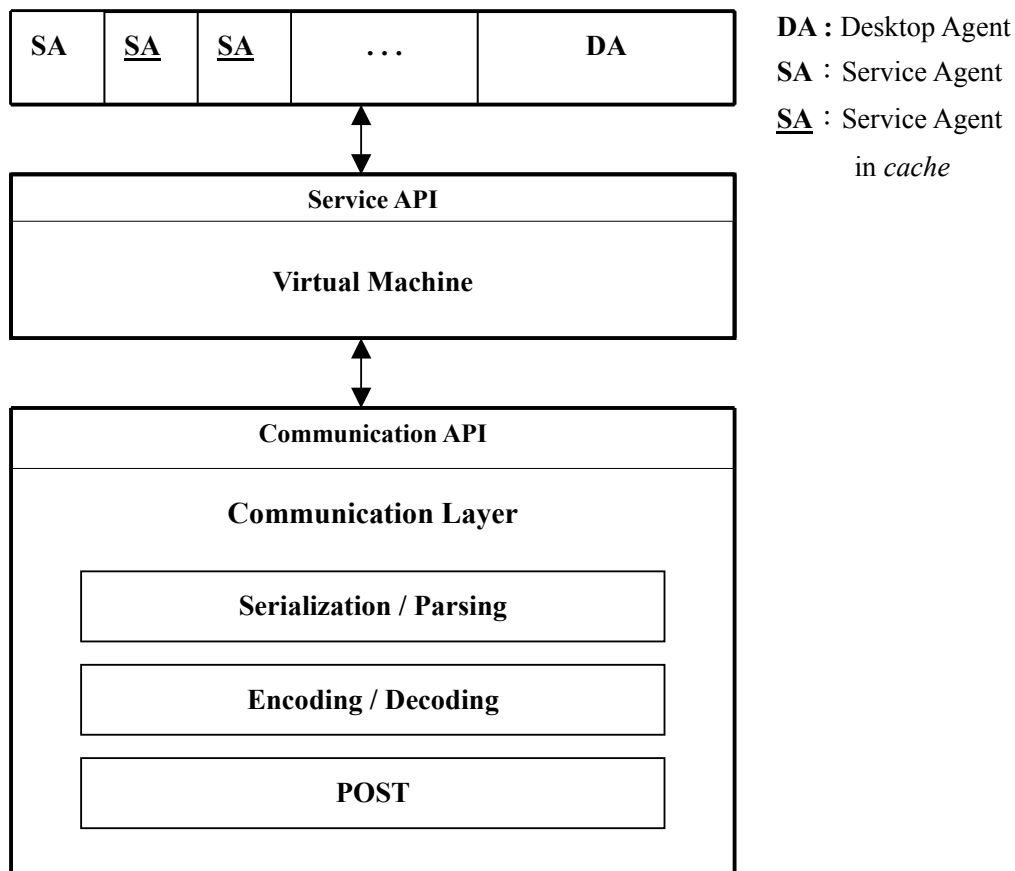 SA SA SA . . . DA
DA : Desktop Agent
SA ： Service Agent
SA ： Service Agent
in cache
Service API
Virtual Machine
Communication API
Communication Layer
Serialization / Parsing
Encoding / Decoding
POST